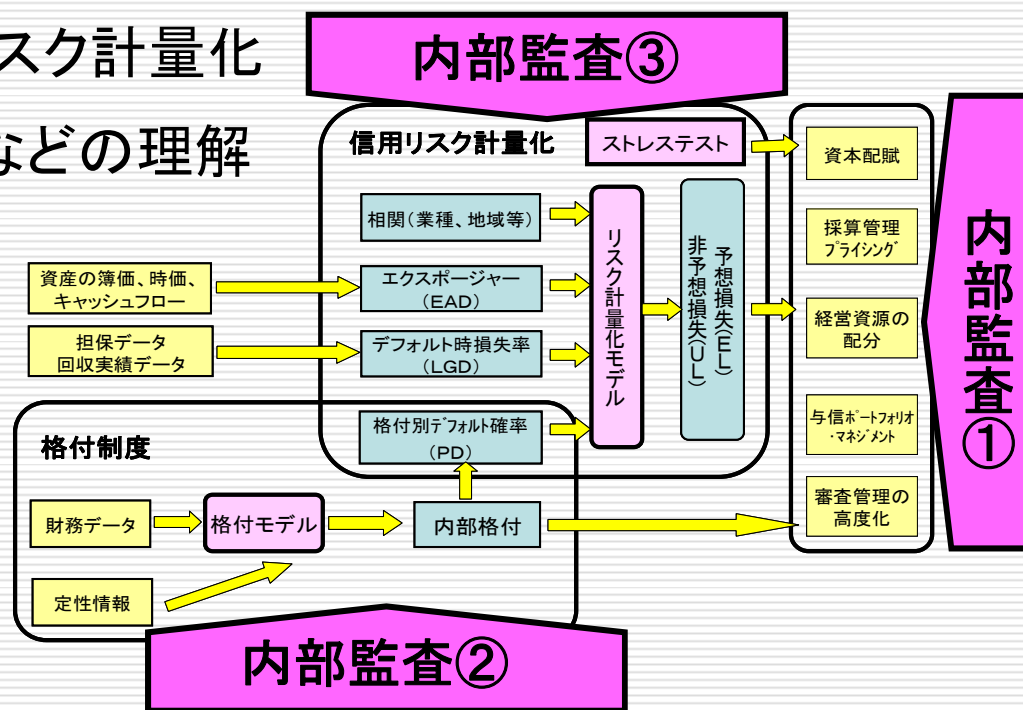 スク計量化
などの理解
内部監査③
信用リスク計量化
ストレステスト
相関(業種、地域等)
資産の簿価、時価、
キャッシュフロー
エクスポージャー
(EAD)
担保データ
回収実績データ
デフォルト時損失率
(LGD)
格付別デフォルト確率
(PD)
リスク計量化モデル
予想損失(EL)
非予想損失(UL)
資本配賦
採算管理
プライシング
経営資源の
配分
与信ポートフォリオ
・マネジメント
審査管理の
高度化
内部監査①
格付制度
財務データ
格付モデル
内部格付
定性情報
内部監査②